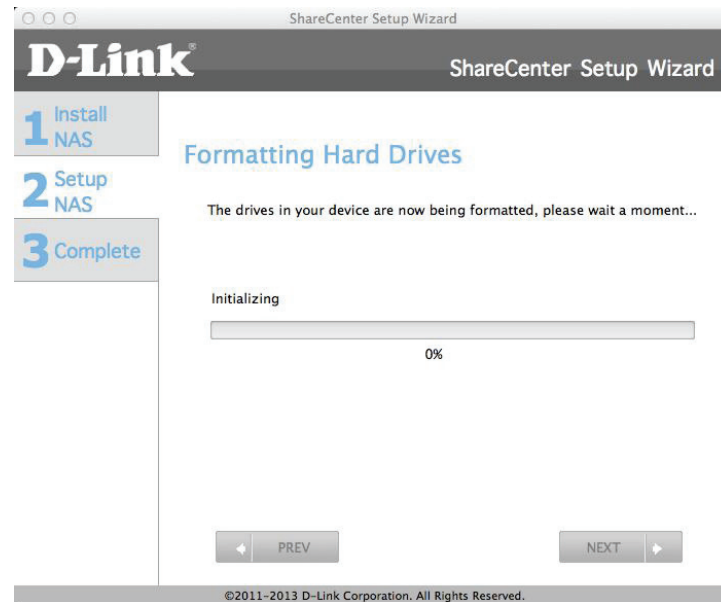 ShareCenter Setup Wizard
D-Link®
ShareCenter Setup Wizard
1 Install
NAS
2 Setup
NAS
3 Complete
Formatting Hard Drives
The drives in your device are now being formatted, please wait a moment...
Initializing
0%
PREV
NEXT
©2011-2013 D-Link Corporation. All Rights Reserved.